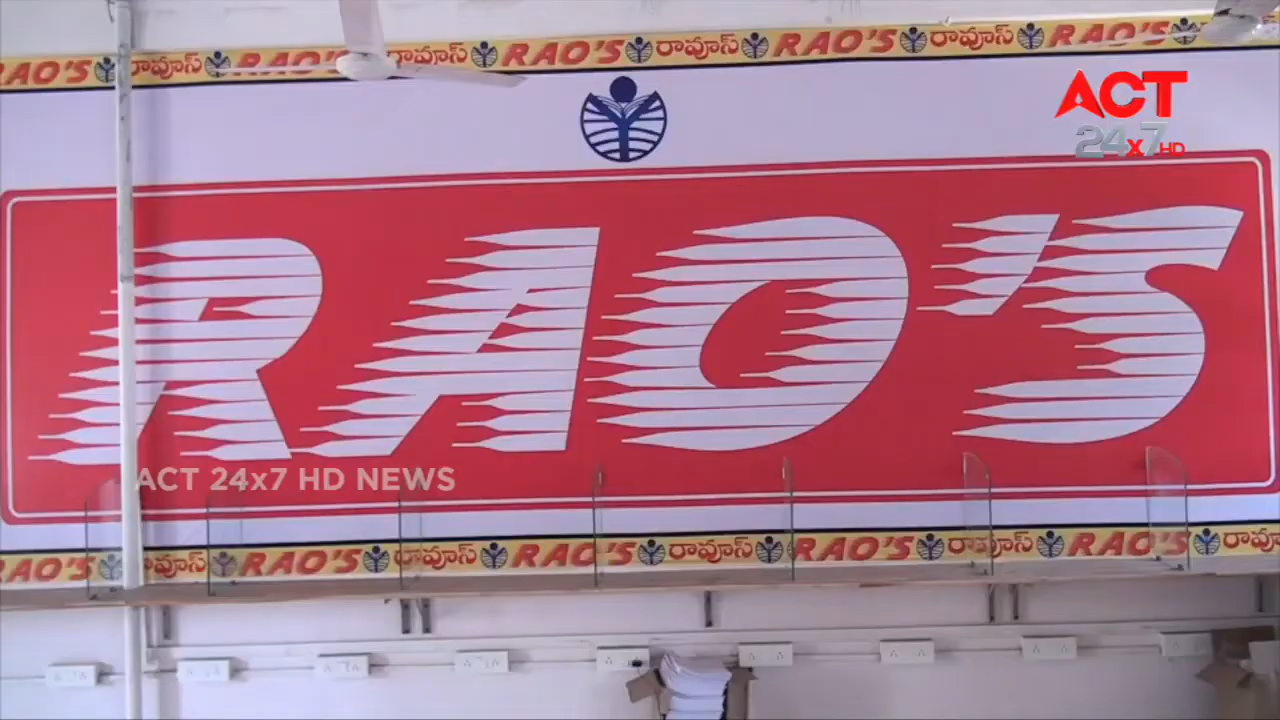 RAO'S రావూస్ RAO'S రావూస్ RAO'S రావూస్ RAO'S రావూస్ RAO'S
ACT
24x7 HD
RAO'S
ACT 24x7 HD NEWS
RAO'S రావూస్ RAO'S రావూస్ RAO'S రావూస్ RAO'S రావూస్ RAO'S రావూస్